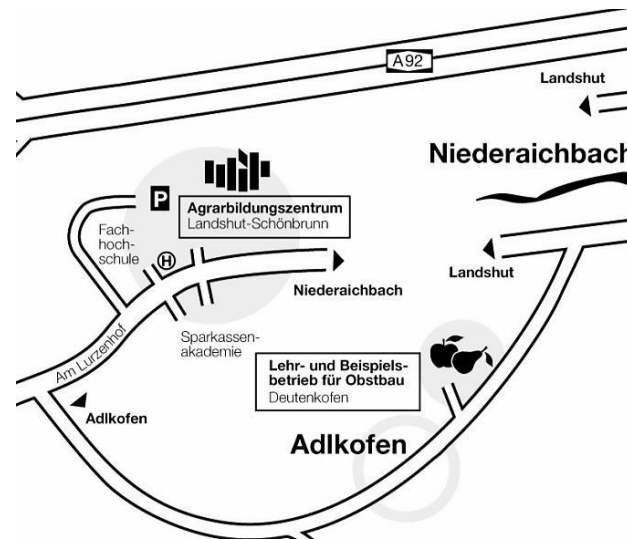 A92
Landshut
Niederaichbach
P
Agrarbildungszentrum
Landshut-Schönbrunn
Fach-
hoch-
schule
H
Landshut
Niederaichbach
Am Lurzenhof
Sparkassen-
akademie
Lehr- und Beispiels-
betrieb für Obstbau
Deutenkofen
Adlkofen
Adlkofen